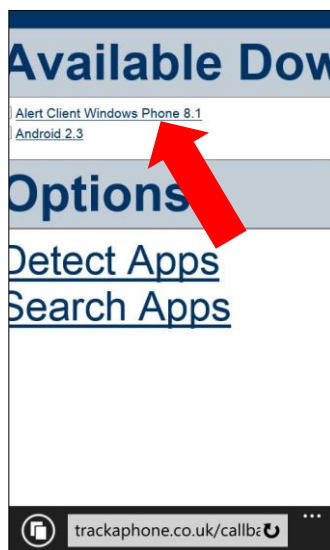 Available Dow
Alert Client Windows Phone 8.1
Android 2.3
Options
Detect Apps
Search Apps
trackaphone.co.uk/callba